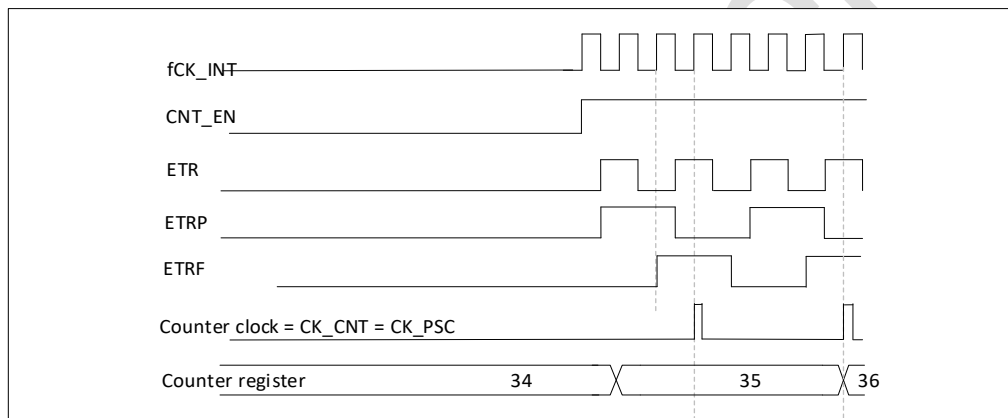 fCK_INT
CNT_EN
ETR
ETRP
ETRF
Counter clock = CK_CNT = CK_PSC
Counter register 34 35 36